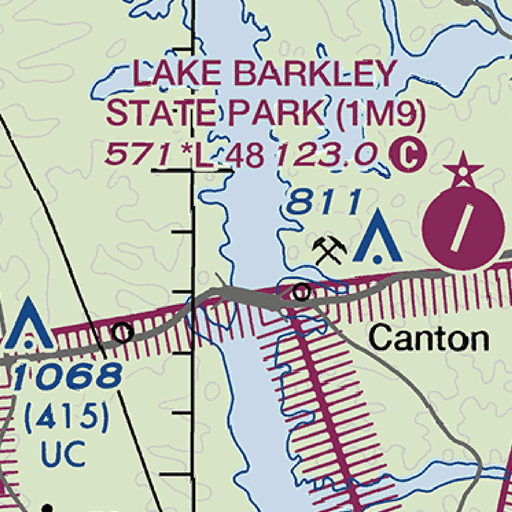 LAKE BARKLEY
STATE PARK (1M9)
571 *L 48 123.0 C
811
Canton
1068
(415)
UC